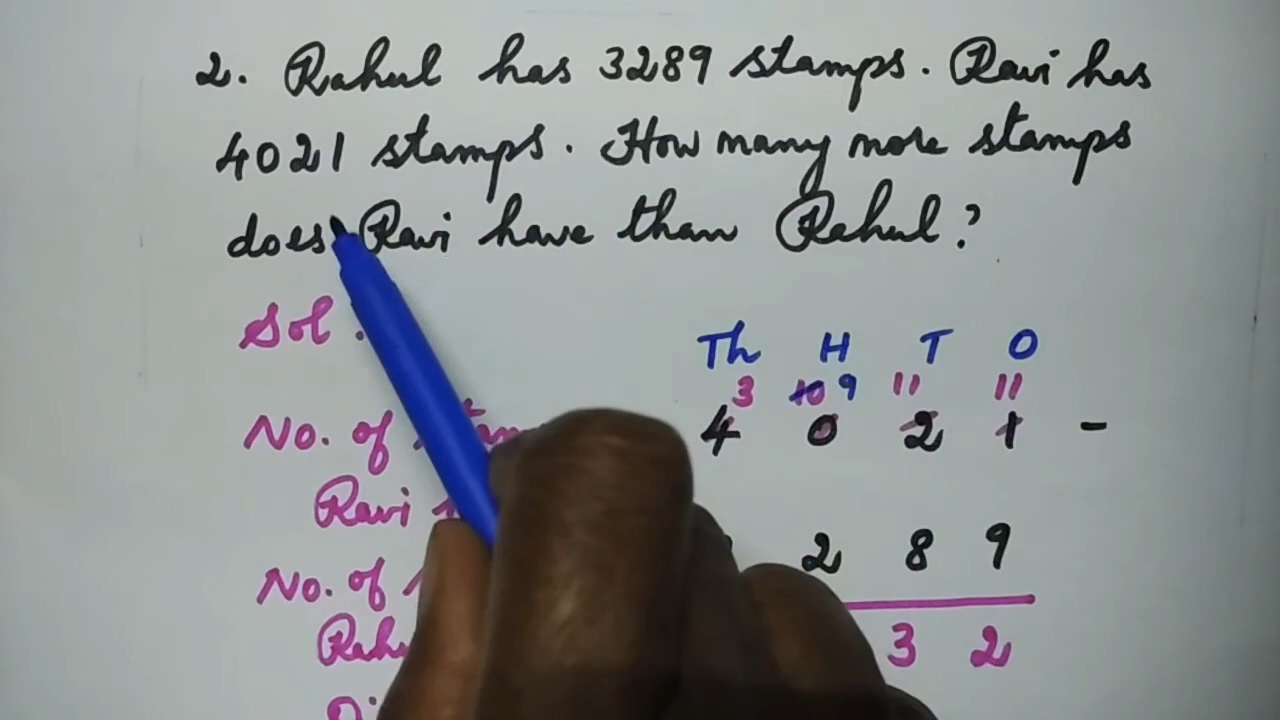 2. Rahul has 3289 stamps. Ravi has
4021 stamps. How many more stamps
does Ravi have than Rahul?
Sol :
Th H T O
3 10 9 11 11
No. of 4 0 2 1 -
Ravi
2 8 9
No. of
3 2